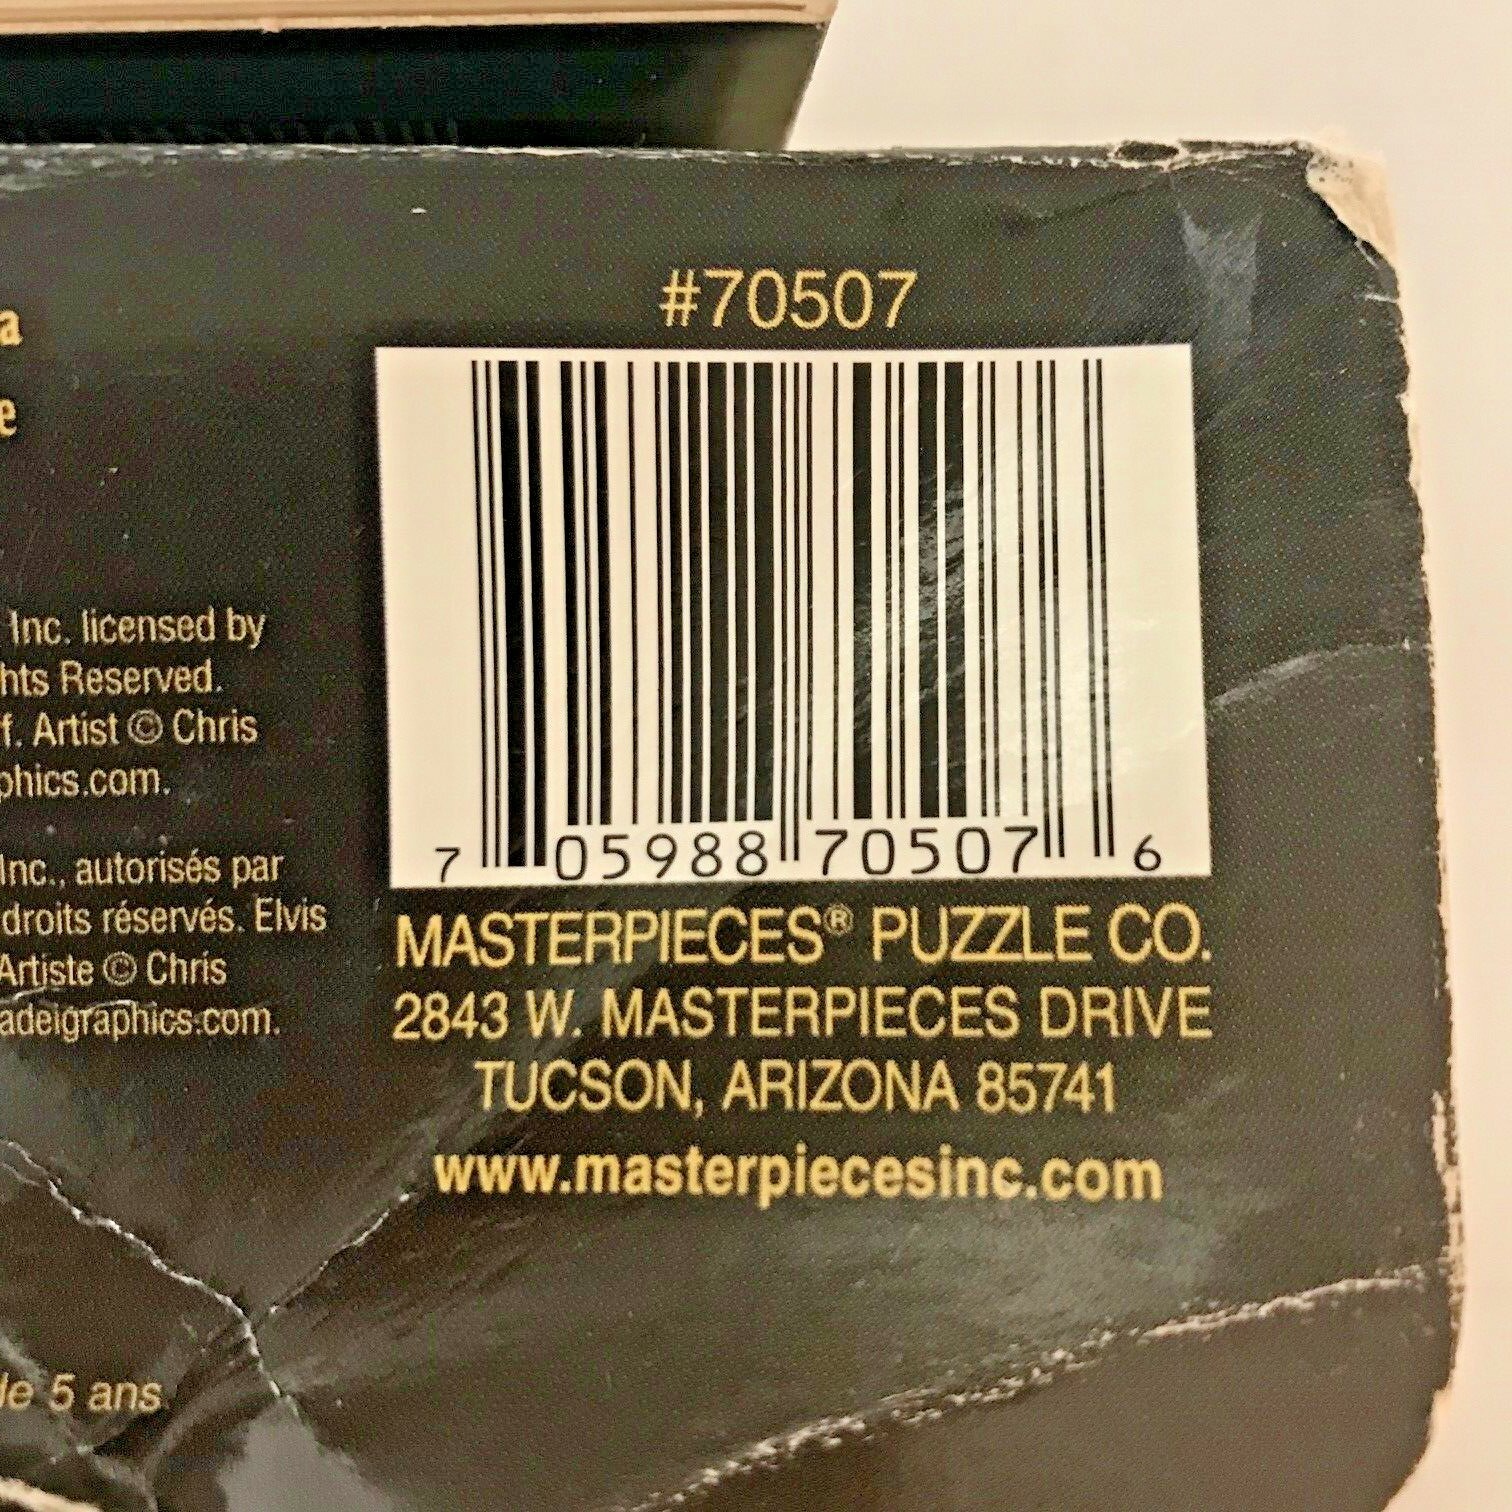 a
e
Inc. licensed by
hts Reserved.
f. Artist © Chris
phics.com.
Inc., autorisés par
droits réservés. Elvis
Artiste © Chris
adeigraphics.com.
de 5 ans
#70507
7 05988 70507 6
MASTERPIECES® PUZZLE CO.
2843 W. MASTERPIECES DRIVE
TUCSON, ARIZONA 85741
www.masterpiecesinc.com